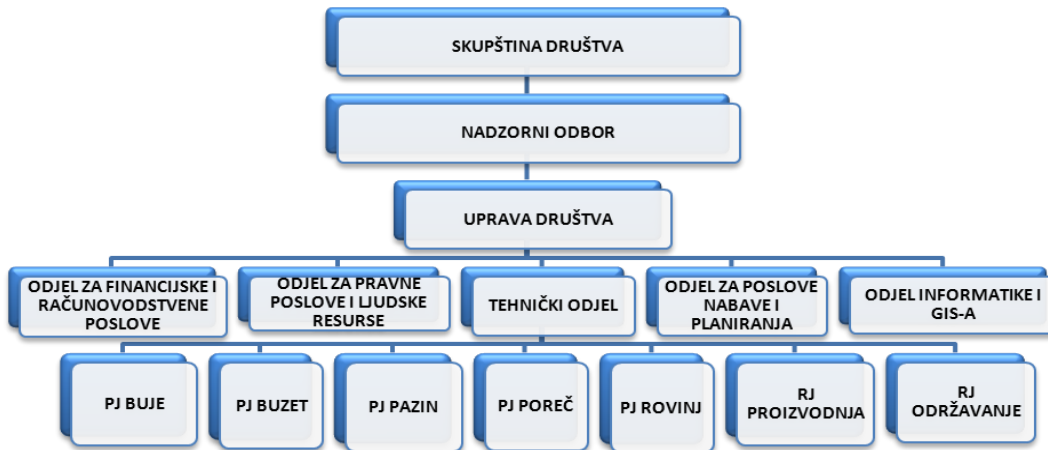 SKUPŠTINA DRUŠTVA
NADZORNI ODBOR
UPRAVA DRUŠTVA
ODJEL ZA FINANCIJSKE I
RAČUNOVODSTVENE
POSLOVE
ODJEL ZA PRAVNE
POSLOVE I LJUDSKE
RESURSE
TEHNIČKI ODJEL
ODJEL ZA POSLOVE
NABAVE I
PLANIRANJA
ODJEL INFORMATIKE I
GIS-A
PJ BUJE
PJ BUZET
PJ PAZIN
PJ POREČ
PJ ROVINJ
RJ
PROIZVODNJA
RJ
ODRŽAVANJE